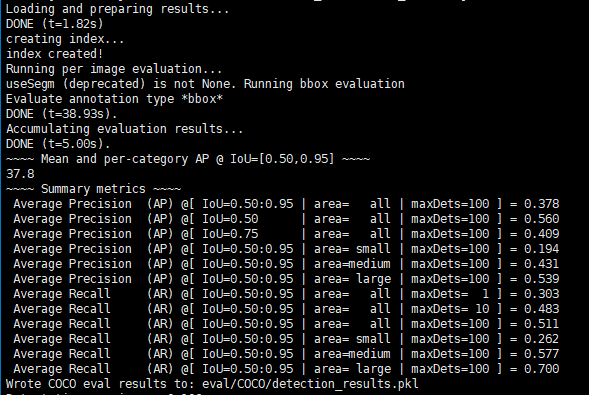 Loading and preparing results...
DONE (t=1.82s)
creating index...
index created!
Running per image evaluation...
useSegm (deprecated) is not None. Running bbox evaluation
Evaluate annotation type *bbox*
DONE (t=38.93s).
Accumulating evaluation results...
DONE (t=5.00s).
~~~~ Mean and per-category AP @ IoU=[0.50,0.95] ~~~~
37.8
~~~~ Summary metrics ~~~~
 Average Precision  (AP) @[ IoU=0.50:0.95 | area=   all | maxDets=100 ] = 0.378
 Average Precision  (AP) @[ IoU=0.50      | area=   all | maxDets=100 ] = 0.560
 Average Precision  (AP) @[ IoU=0.75      | area=   all | maxDets=100 ] = 0.409
 Average Precision  (AP) @[ IoU=0.50:0.95 | area= small | maxDets=100 ] = 0.194
 Average Precision  (AP) @[ IoU=0.50:0.95 | area=medium | maxDets=100 ] = 0.431
 Average Precision  (AP) @[ IoU=0.50:0.95 | area= large | maxDets=100 ] = 0.539
 Average Recall     (AR) @[ IoU=0.50:0.95 | area=   all | maxDets=  1 ] = 0.303
 Average Recall     (AR) @[ IoU=0.50:0.95 | area=   all | maxDets= 10 ] = 0.483
 Average Recall     (AR) @[ IoU=0.50:0.95 | area=   all | maxDets=100 ] = 0.511
 Average Recall     (AR) @[ IoU=0.50:0.95 | area= small | maxDets=100 ] = 0.262
 Average Recall     (AR) @[ IoU=0.50:0.95 | area=medium | maxDets=100 ] = 0.577
 Average Recall     (AR) @[ IoU=0.50:0.95 | area= large | maxDets=100 ] = 0.700
Wrote COCO eval results to: eval/COCO/detection_results.pkl